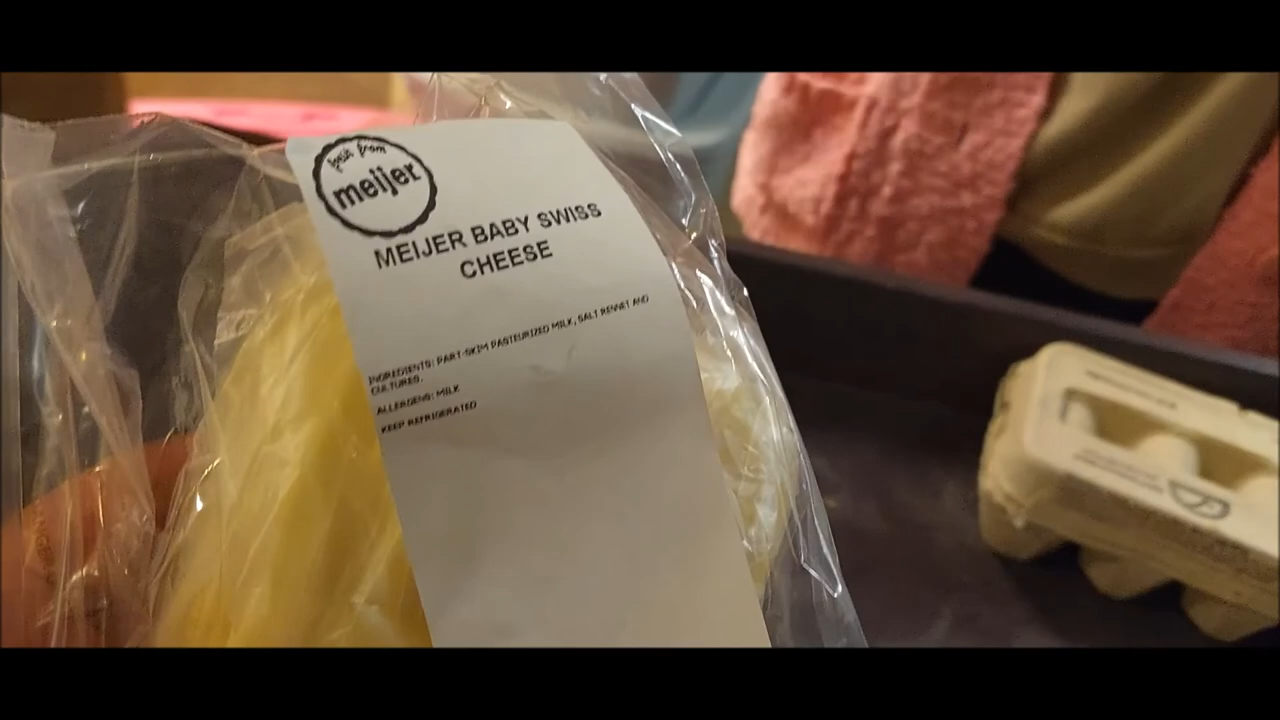 fresh from
meijer
MEIJER BABY SWISS
CHEESE
INGREDIENTS: PART-SKIM PASTEURIZED MILK, SALT RENNET AND
CULTURES.
ALLERGENS: MILK
KEEP REFRIGERATED